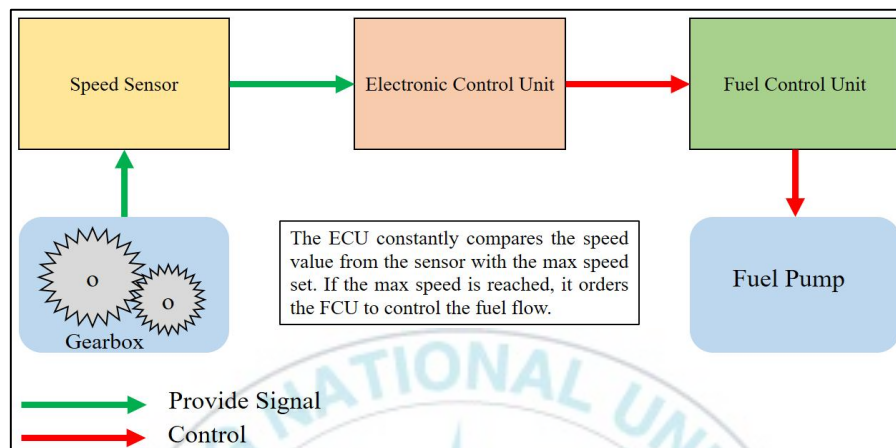 Speed Sensor
Electronic Control Unit
Fuel Control Unit
The ECU constantly compares the speed
value from the sensor with the max speed
set. If the max speed is reached, it orders
the FCU to control the fuel flow.
o
o
Gearbox
Fuel Pump
Provide Signal
Control
NATIONAL